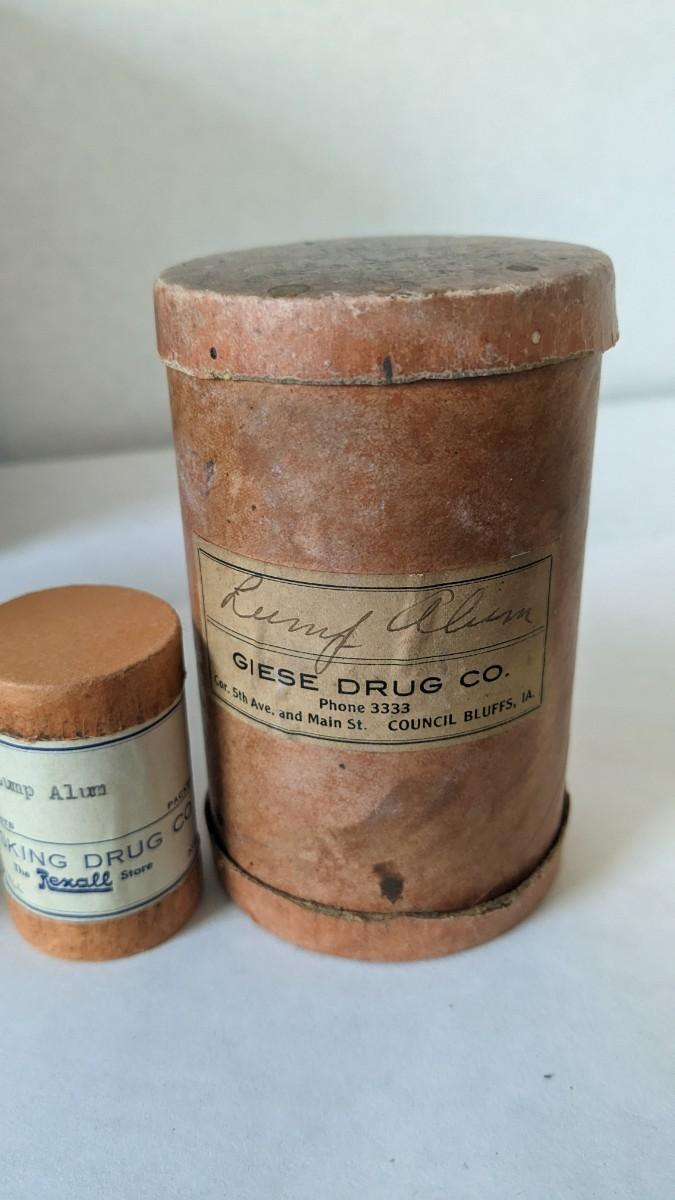 Lump Alum
GIESE DRUG CO.
Phone 3333
Cor. 5th Ave. and Main St. COUNCIL BLUFFS, IA.
ump Alum
KING DRUG CO
The Rexall Store